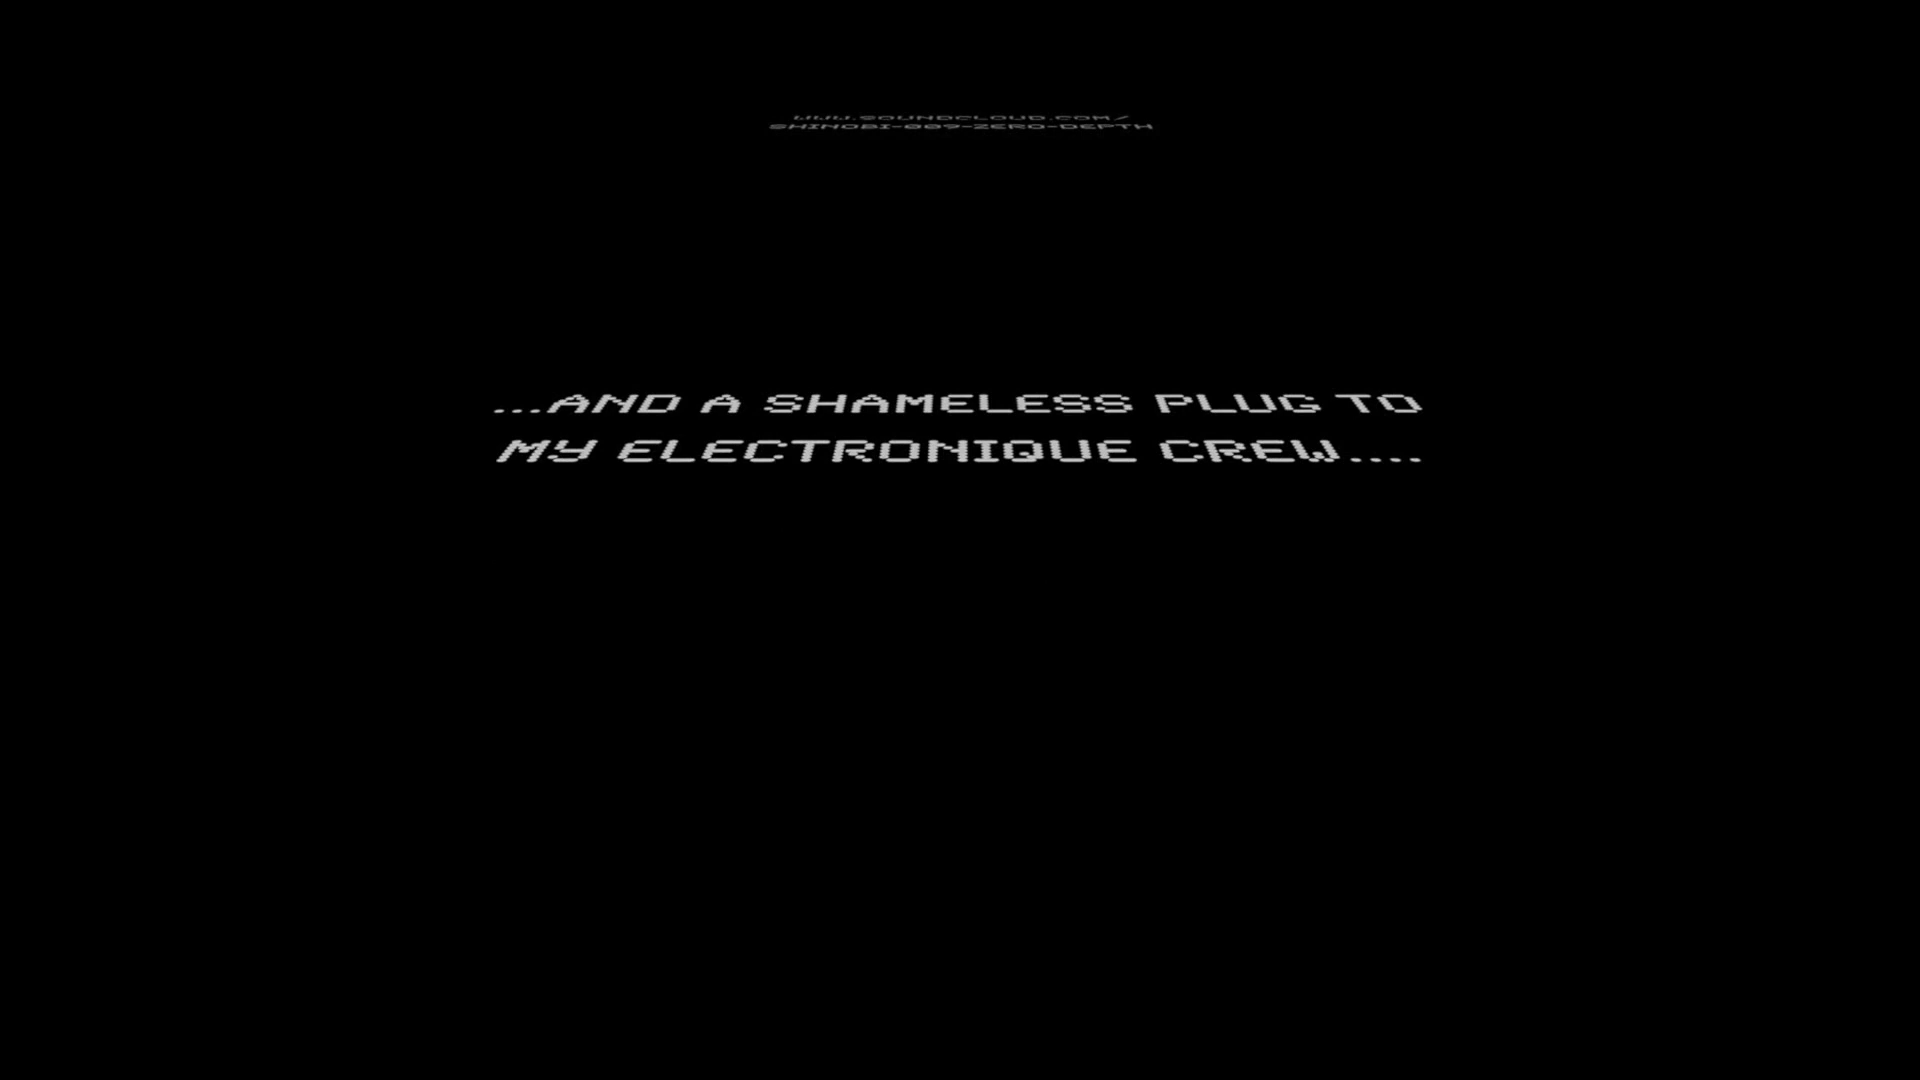 WWW.SOUNDCLOUD.COM/
SHINOBI-009-ZERO-DEPTH
...AND A SHAMELESS PLUG TO
MY ELECTRONIQUE CREW....